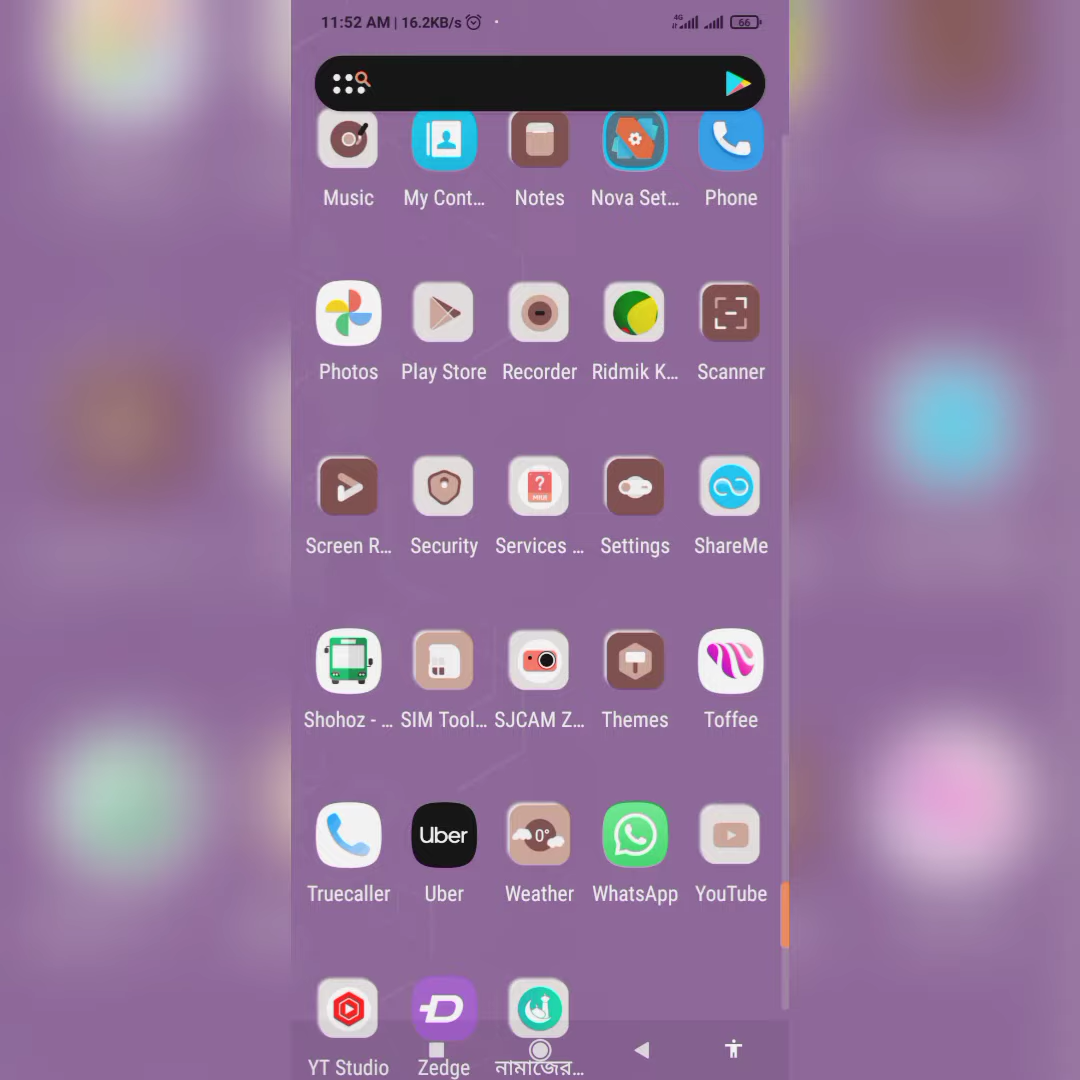 11:52 AM | 16.2KB/s 4G 66
Music My Cont... Notes Nova Set... Phone
Photos Play Store Recorder Ridmik K... Scanner
? MIUI
Screen R... Security Services ... Settings ShareMe
Shohoz - ... SIM Tool... SJCAM Z... Themes Toffee
Uber 0°
Truecaller Uber Weather WhatsApp YouTube
YT Studio Zedge নামাজের...